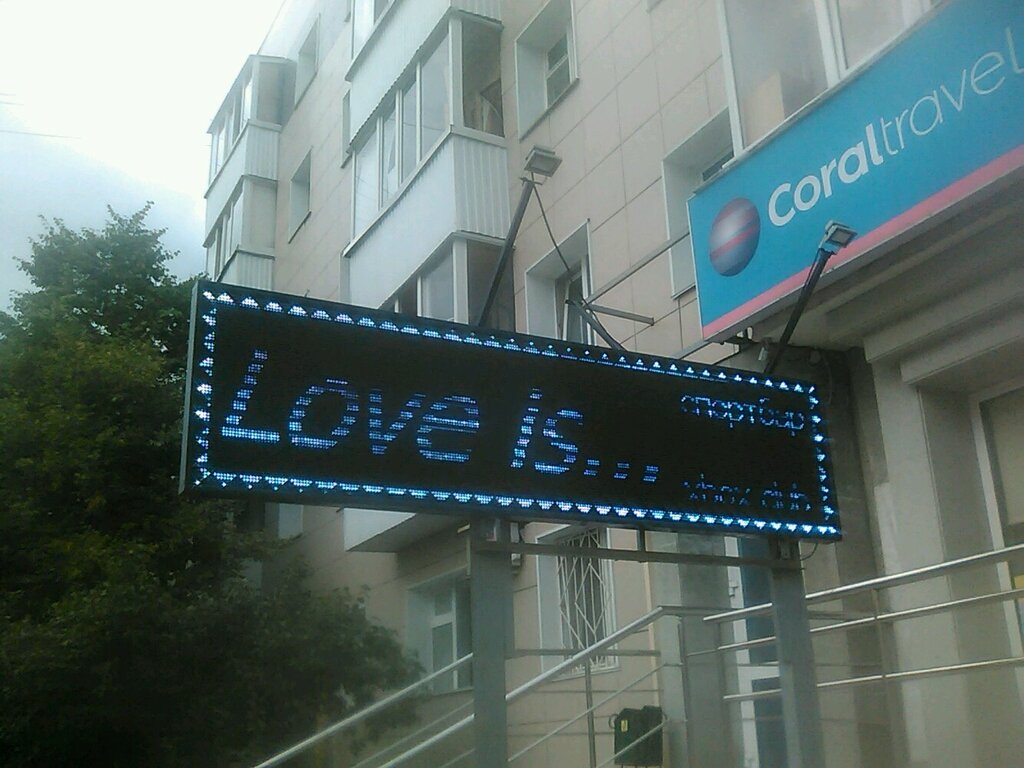 Coraltravel
Love is...
спортбар
xbox club